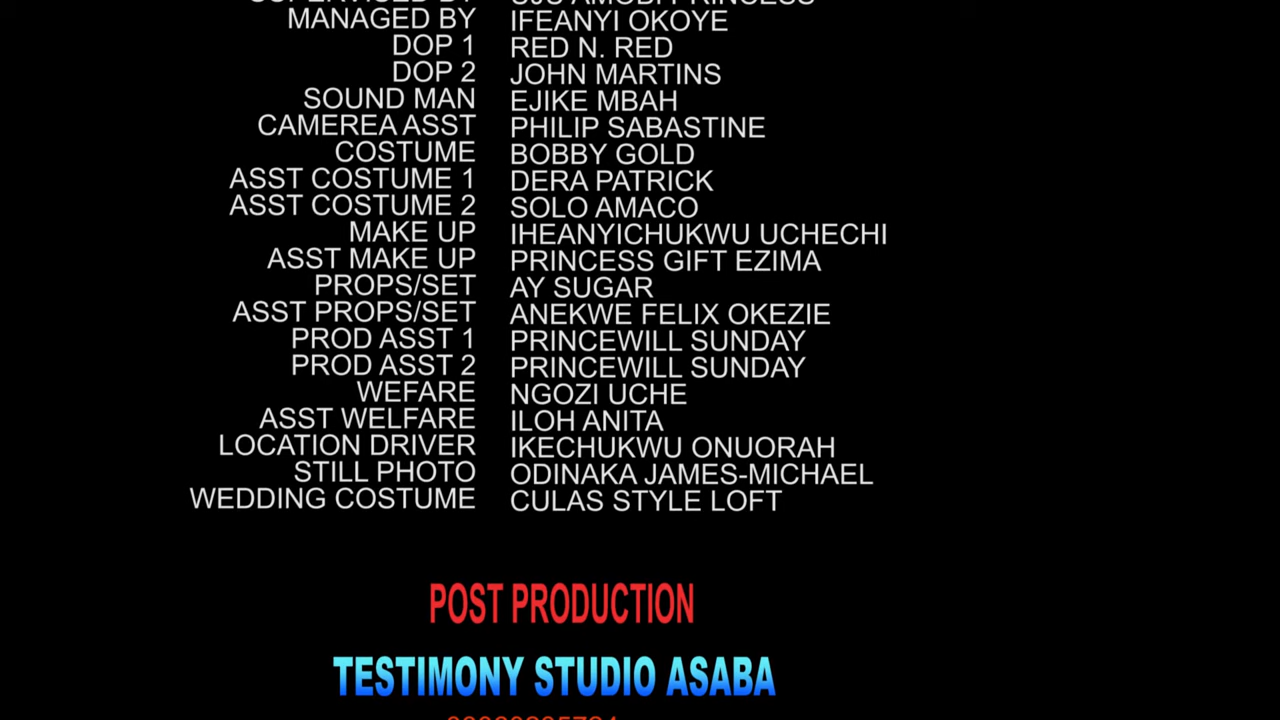 MANAGED BY IFEANYI OKOYE
DOP 1 RED N. RED
DOP 2 JOHN MARTINS
SOUND MAN EJIKE MBAH
CAMEREA ASST PHILIP SABASTINE
COSTUME BOBBY GOLD
ASST COSTUME 1 DERA PATRICK
ASST COSTUME 2 SOLO AMACO
MAKE UP IHEANYICHUKWU UCHECHI
ASST MAKE UP PRINCESS GIFT EZIMA
PROPS/SET AY SUGAR
ASST PROPS/SET ANEKWE FELIX OKEZIE
PROD ASST 1 PRINCEWILL SUNDAY
PROD ASST 2 PRINCEWILL SUNDAY
WEFARE NGOZI UCHE
ASST WELFARE ILOH ANITA
LOCATION DRIVER IKECHUKWU ONUORAH
STILL PHOTO ODINAKA JAMES-MICHAEL
WEDDING COSTUME CULAS STYLE LOFT
POST PRODUCTION
TESTIMONY STUDIO ASABA